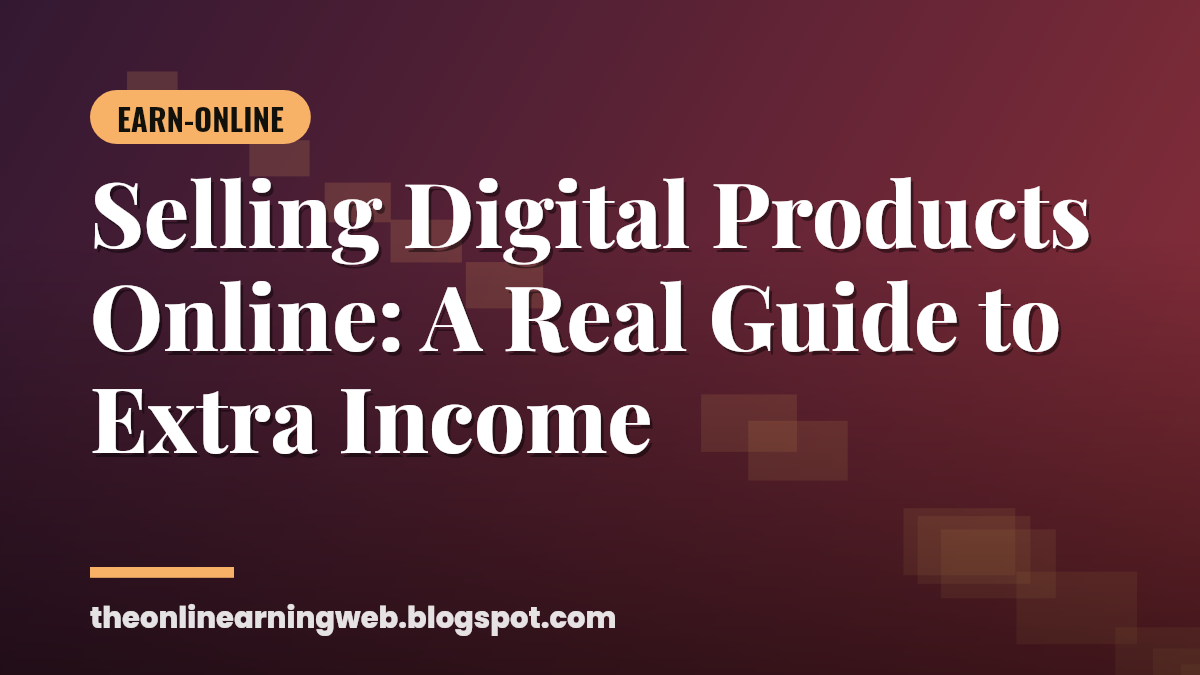 EARN-ONLINE
Selling Digital Products
Online: A Real Guide to
Extra Income
theonlinearningweb.blogspot.com